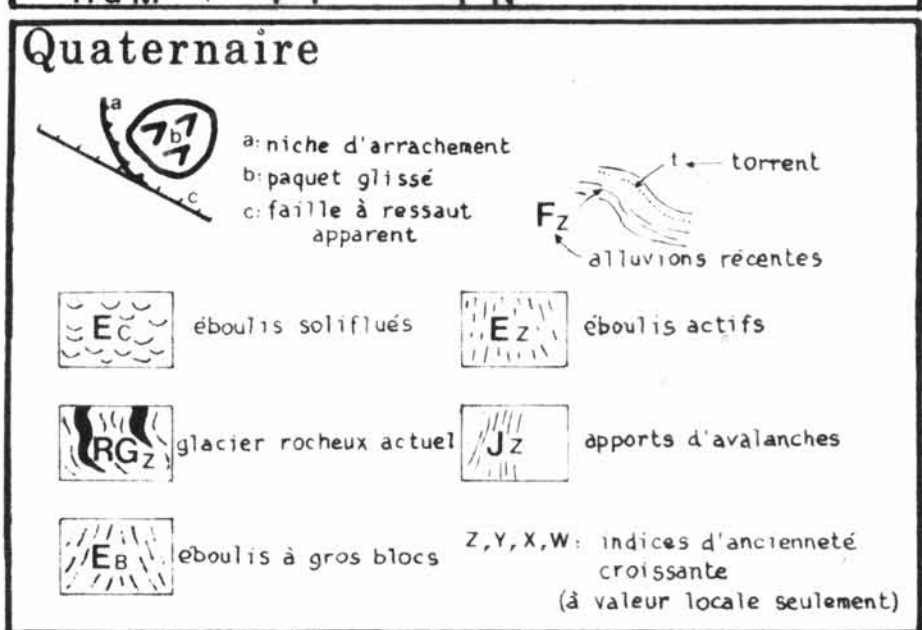 Quaternaire
a
b
c
a: niche d'arrachement
b: paquet glissé
c: faille à ressaut
apparent
t
torrent
Fz
alluvions récentes
Ec
éboulis soliflués
Ez
éboulis actifs
RGz
glacier rocheux actuel
Jz
apports d'avalanches
EB
éboulis à gros blocs
Z,Y,X,W: indices d'ancienneté
croissante
(à valeur locale seulement)